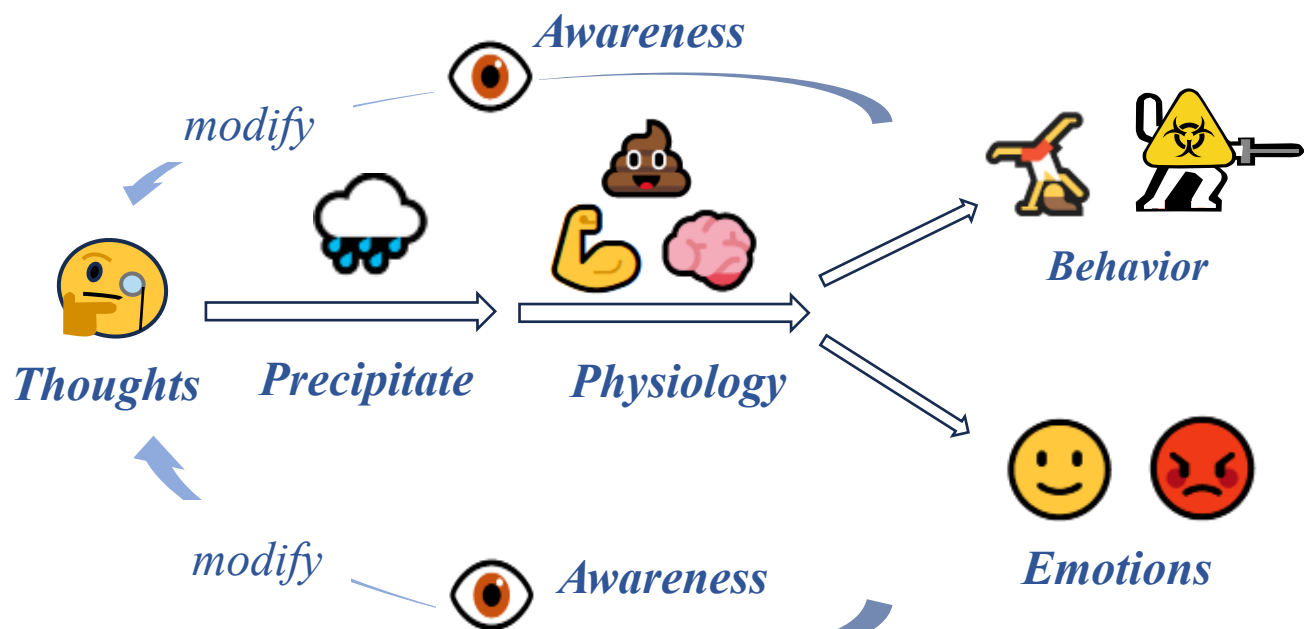 Awareness
modify
Behavior
Thoughts
Precipitate
Physiology
modify
Awareness
Emotions